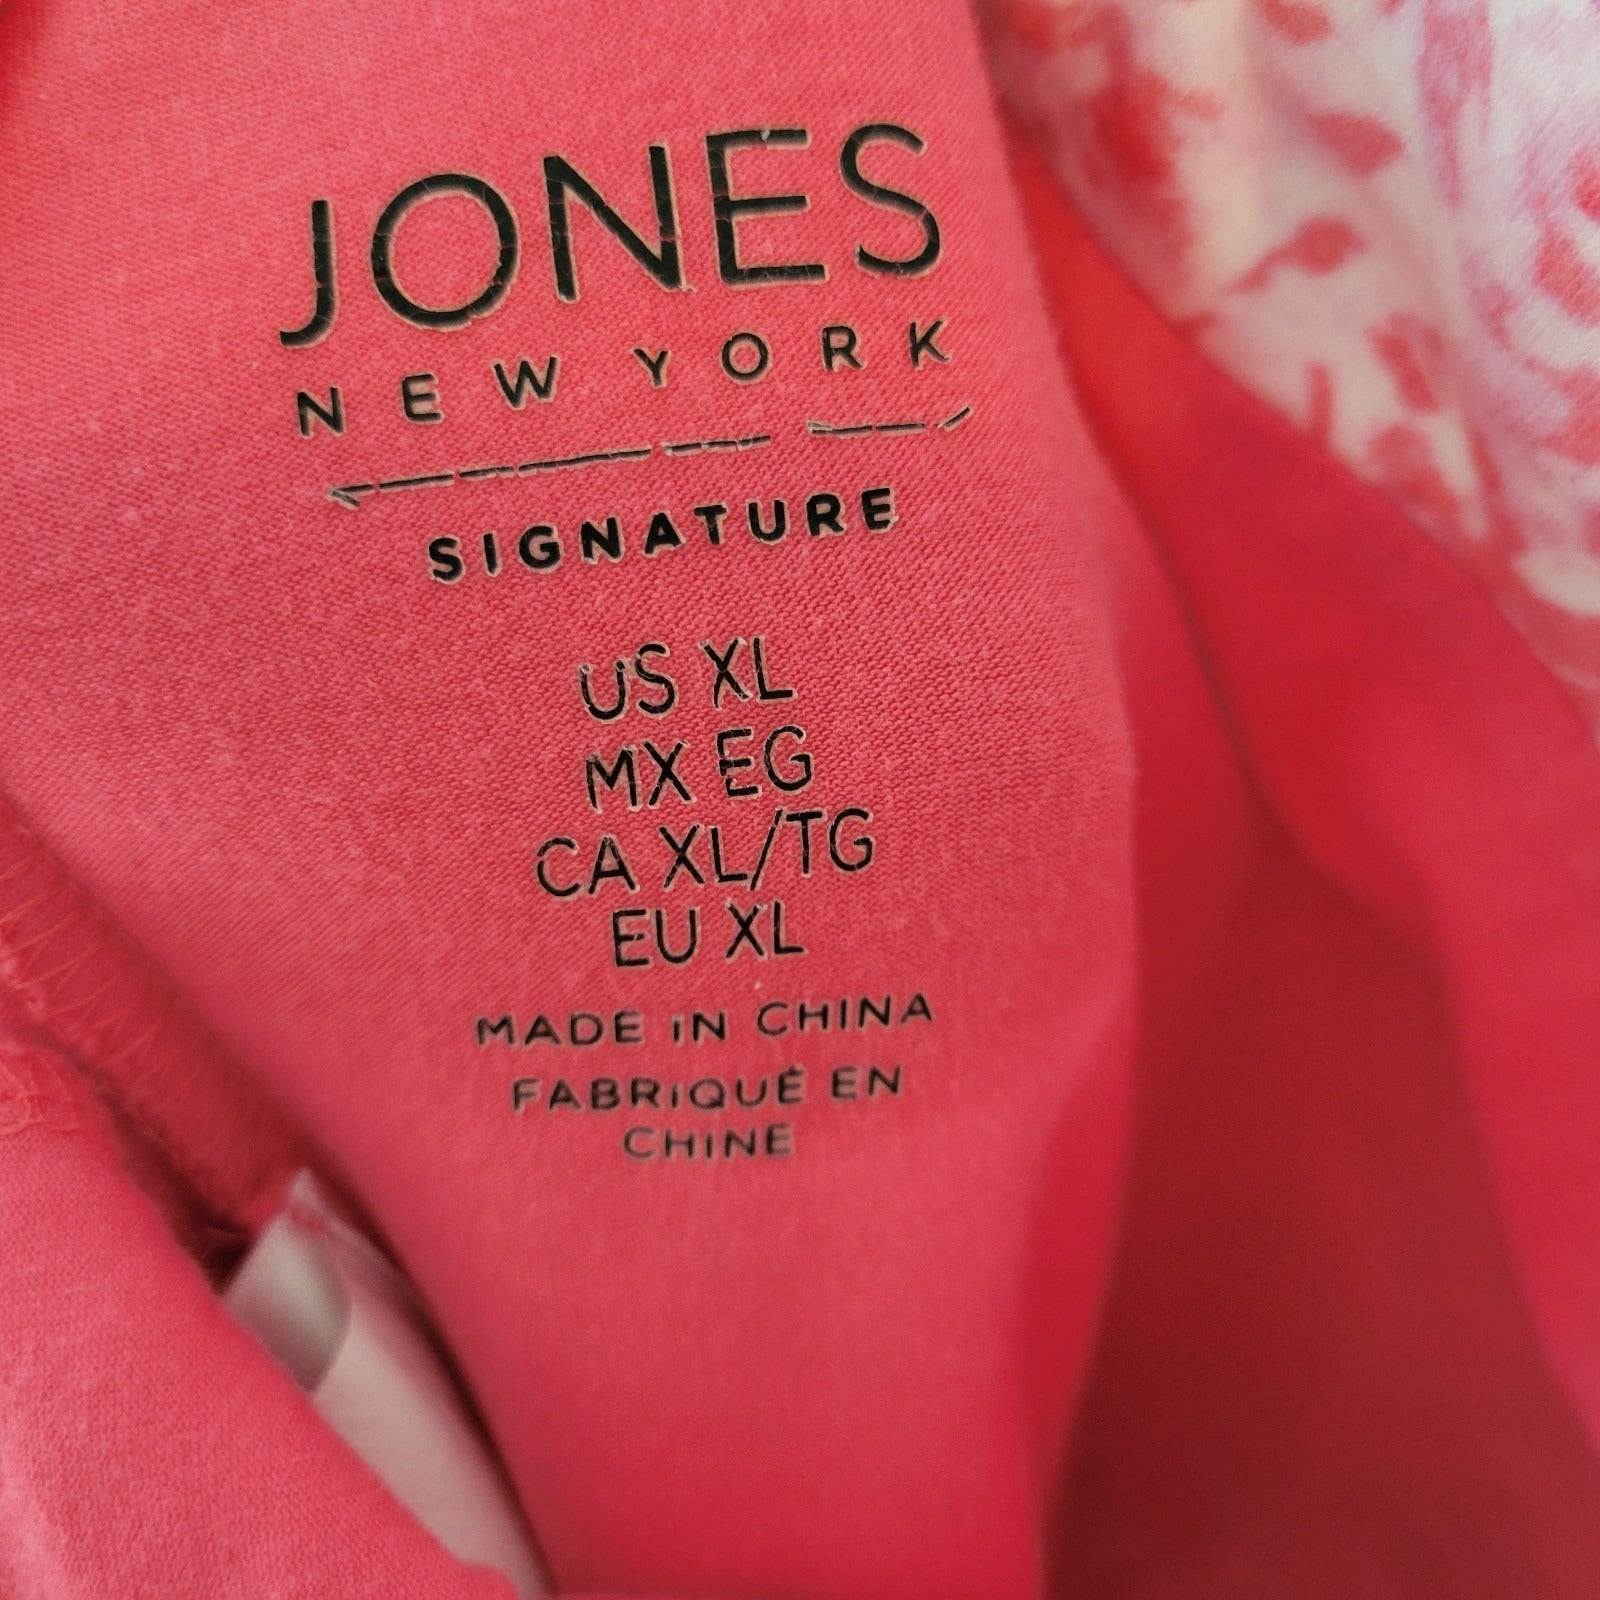 JONES
NEW YORK
SIGNATURE
US XL
MX EG
CA XL/TG
EU XL
MADE iN CHINA
FABRiQUÉ EN
CHINE